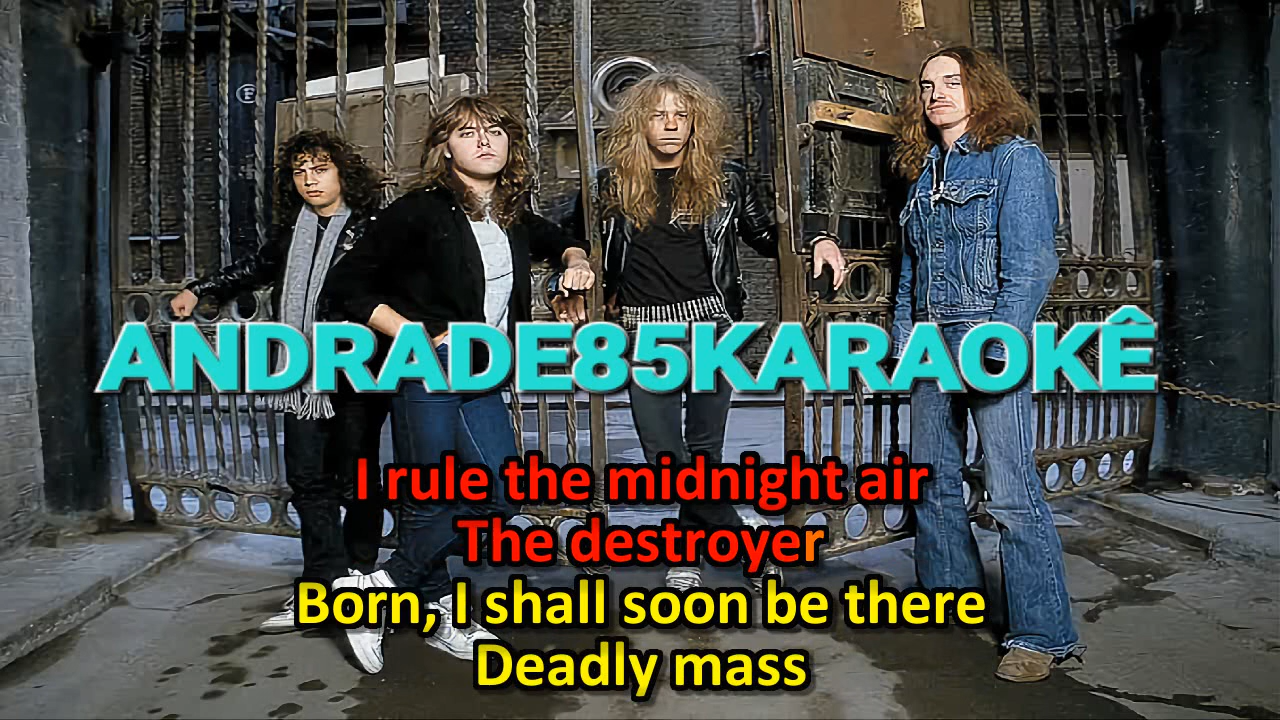 ANDRADE85KARAOKÊ
I rule the midnight air
The destroyer
Born, I shall soon be there
Deadly mass